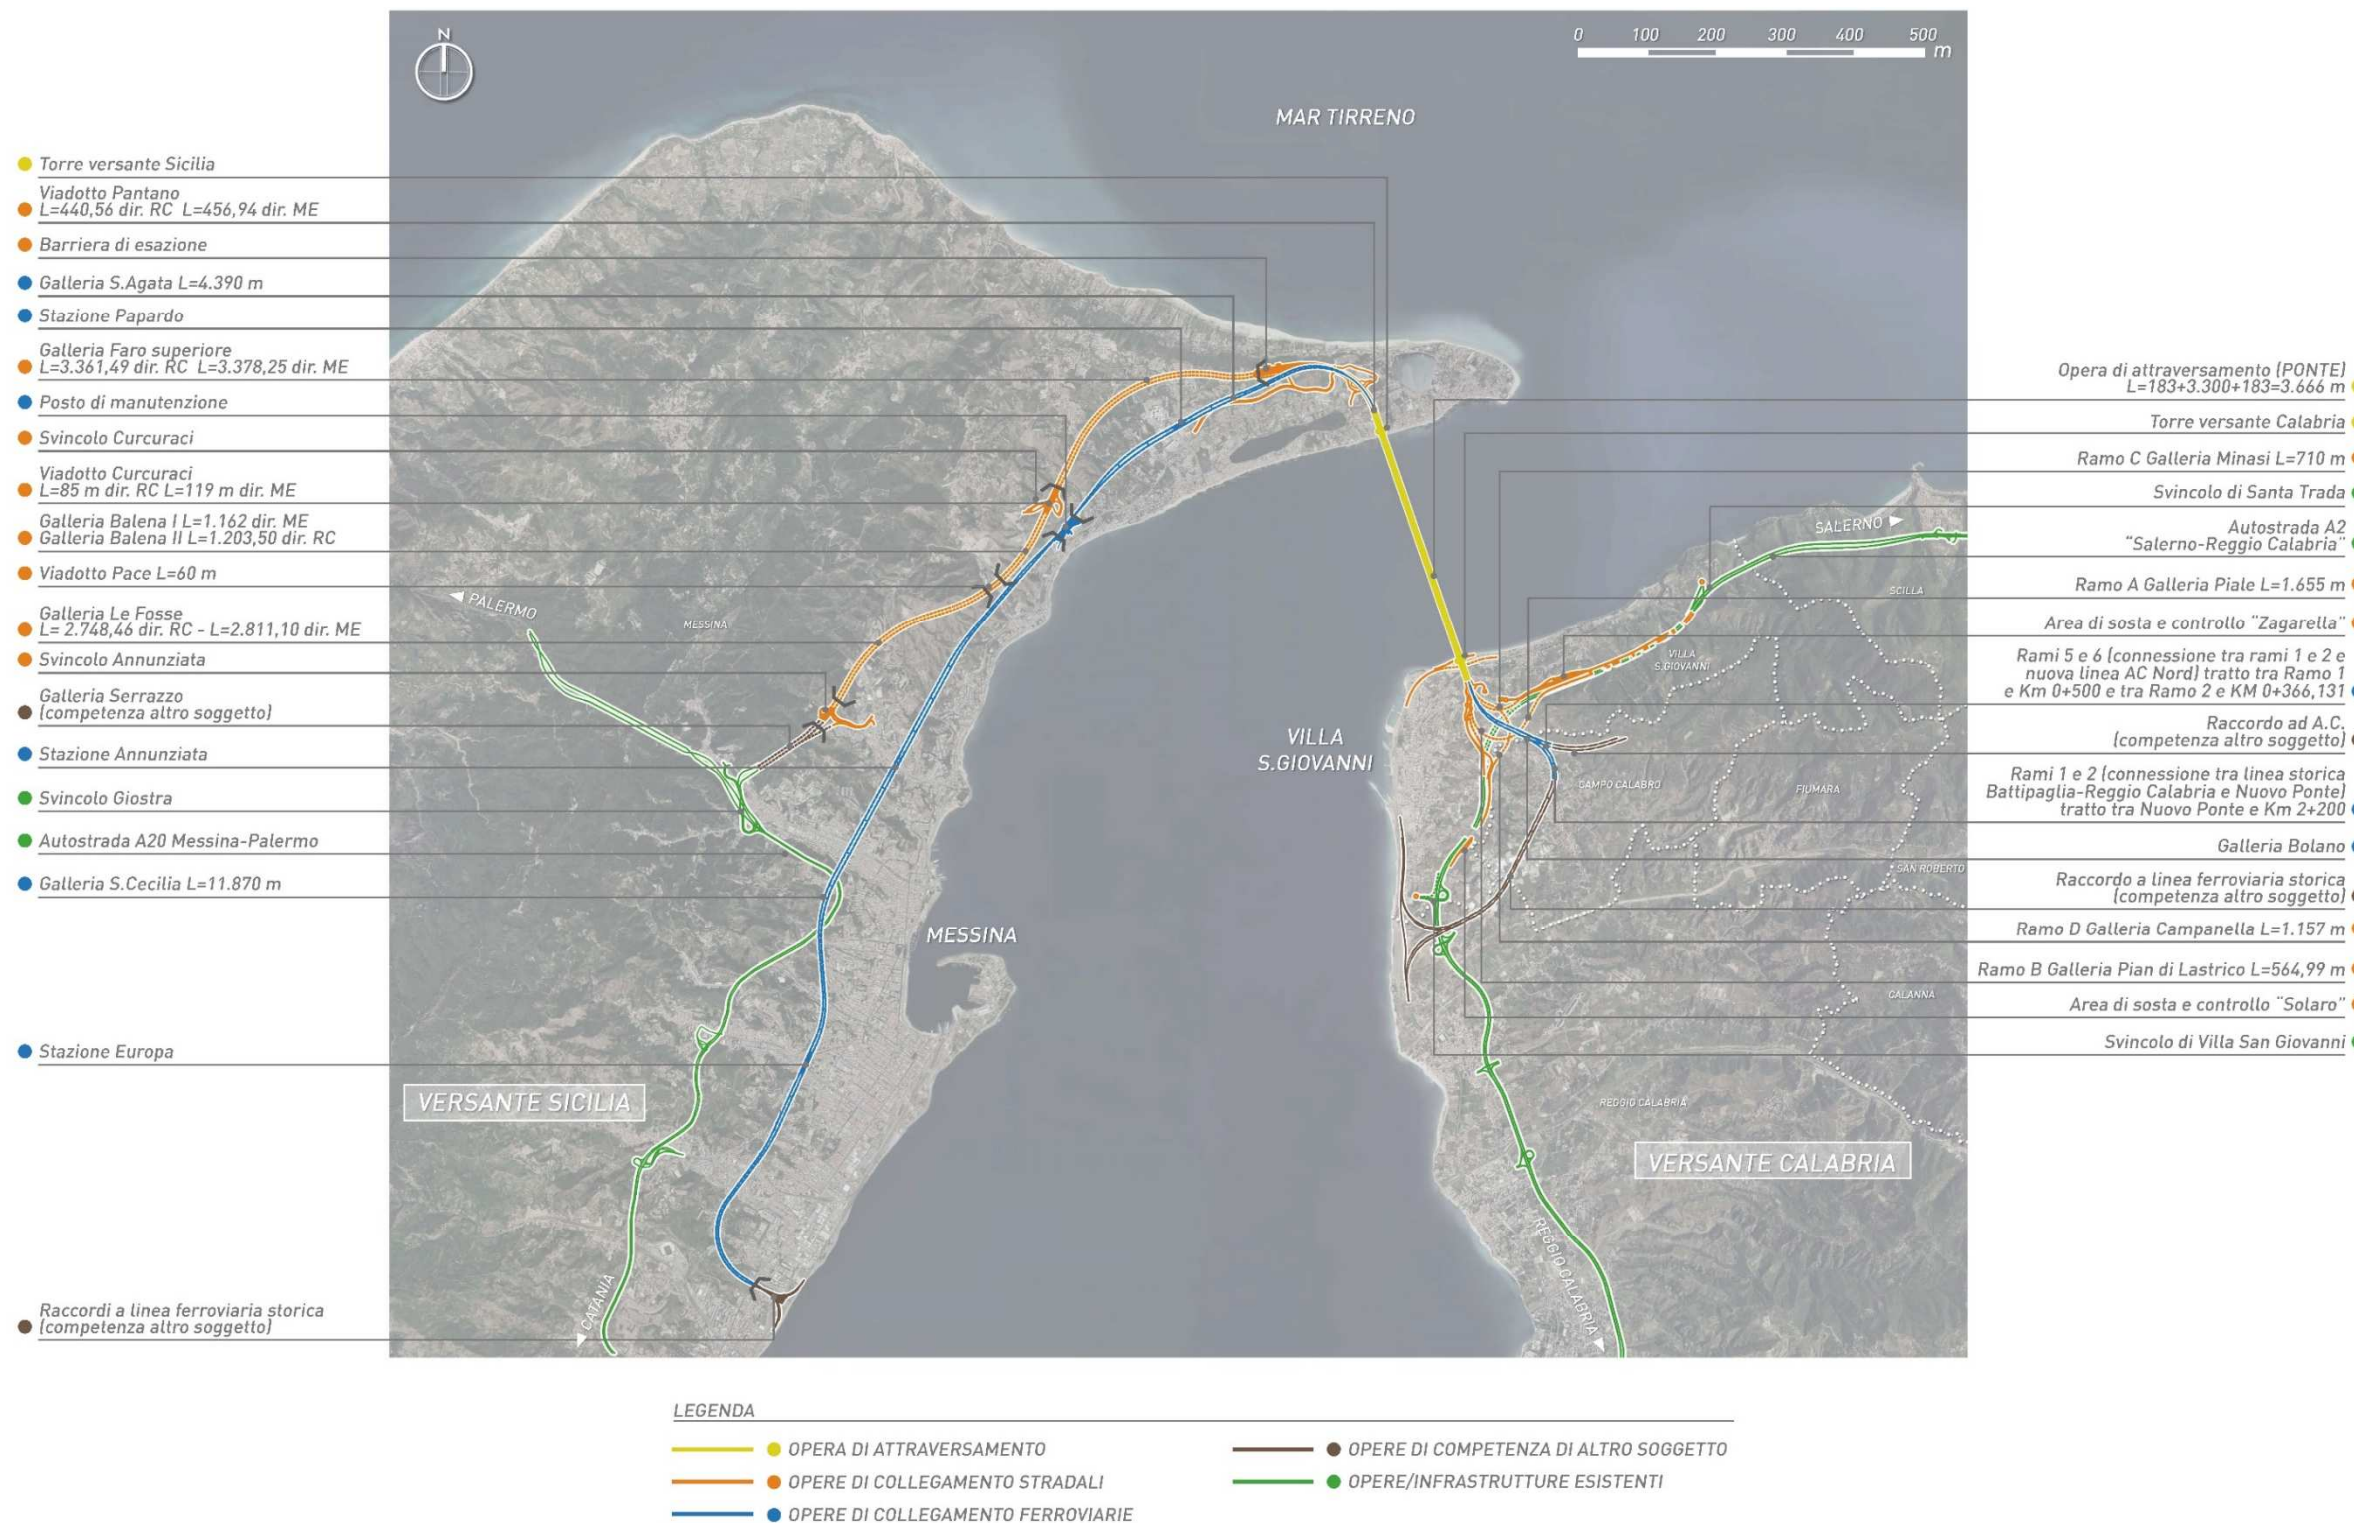 N
0 100 200 300 400 500 m
MAR TIRRENO
Torre versante Sicilia
Viadotto Pantano
L=440,56 dir. RC L=456,94 dir. ME
Barriera di esazione
Galleria S.Agata L=4.390 m
Stazione Papardo
Galleria Faro superiore
L=3.361,49 dir. RC L=3.378,25 dir. ME
Posto di manutenzione
Svincolo Curcuraci
Viadotto Curcuraci
L=85 m dir. RC L=119 m dir. ME
Galleria Balena I L=1.162 dir. ME
Galleria Balena II L=1.203,50 dir. RC
Viadotto Pace L=60 m
Galleria Le Fosse
L= 2.748,46 dir. RC - L=2.811,10 dir. ME
Svincolo Annunziata
Galleria Serrazzo
(competenza altro soggetto)
Stazione Annunziata
Svincolo Giostra
Autostrada A20 Messina-Palermo
Galleria S.Cecilia L=11.870 m
Stazione Europa
Raccordi a linea ferroviaria storica
(competenza altro soggetto)
PALERMO
MESSINA
MESSINA
VERSANTE SICILIA
CATANIA
VILLA
S.GIOVANNI
SALERNO
SCILLA
VILLA
S.GIOVANNI
CAMPO CALABRO
FIUMARA
SAN ROBERTO
CALANNA
REGGIO CALABRIA
VERSANTE CALABRIA
REGGIO CALABRIA
Opera di attraversamento (PONTE)
L=183+3.300+183=3.666 m
Torre versante Calabria
Ramo C Galleria Minasi L=710 m
Svincolo di Santa Trada
Autostrada A2
"Salerno-Reggio Calabria"
Ramo A Galleria Piale L=1.655 m
Area di sosta e controllo "Zagarella"
Rami 5 e 6 (connessione tra rami 1 e 2 e
nuova linea AC Nord) tratto tra Ramo 1
e Km 0+500 e tra Ramo 2 e KM 0+366,131
Raccordo ad A.C.
(competenza altro soggetto)
Rami 1 e 2 (connessione tra linea storica
Battipaglia-Reggio Calabria e Nuovo Ponte)
tratto tra Nuovo Ponte e Km 2+200
Galleria Bolano
Raccordo a linea ferroviaria storica
(competenza altro soggetto)
Ramo D Galleria Campanella L=1.157 m
Ramo B Galleria Pian di Lastrico L=564,99 m
Area di sosta e controllo "Solaro"
Svincolo di Villa San Giovanni
LEGENDA
OPERA DI ATTRAVERSAMENTO
OPERE DI COLLEGAMENTO STRADALI
OPERE DI COLLEGAMENTO FERROVIARIE
OPERE DI COMPETENZA DI ALTRO SOGGETTO
OPERE/INFRASTRUTTURE ESISTENTI